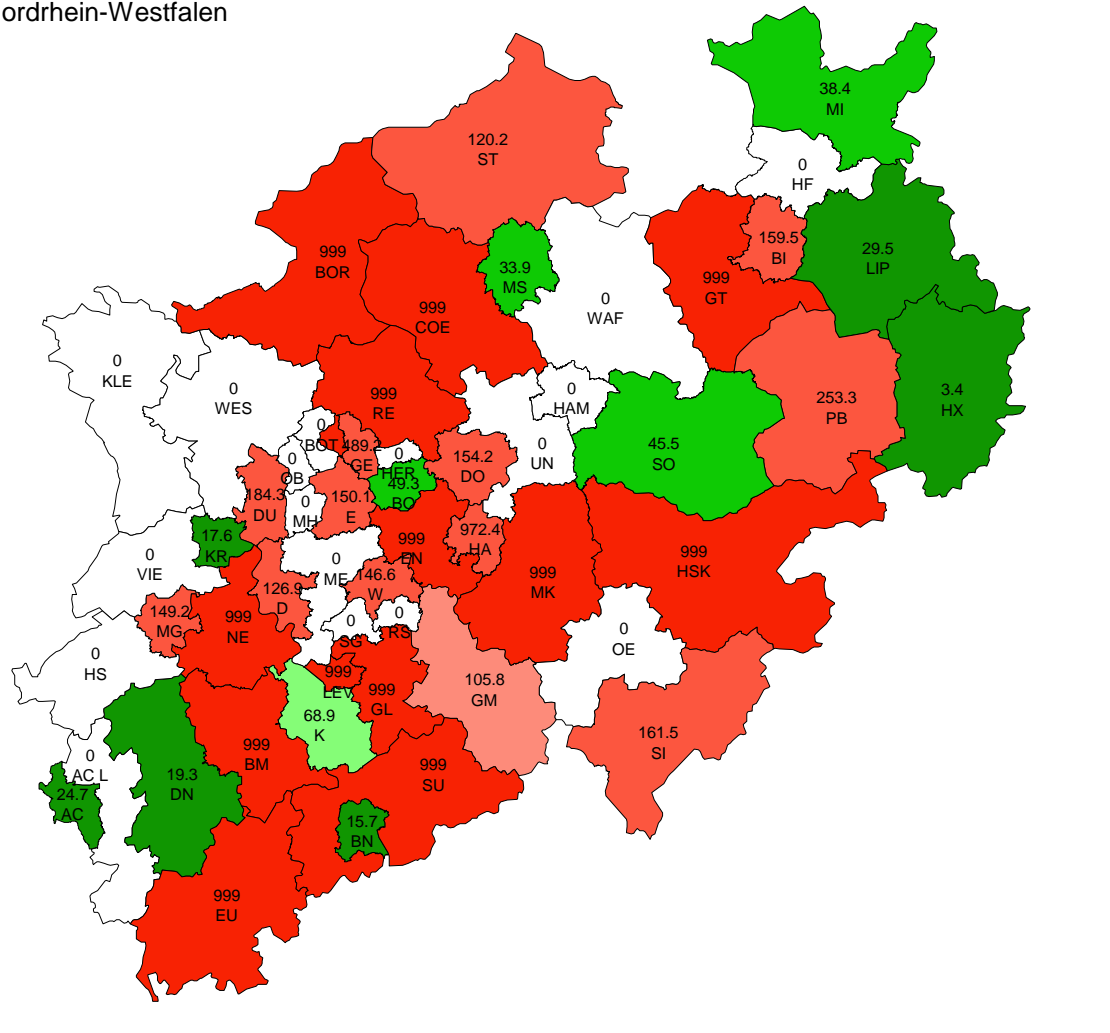 ordrhein-Westfalen
38.4
MI
120.2
ST
0
HF
159.5
BI
29.5
LIP
999
BOR
33.9
MS
999
GT
999
COE
0
WAF
0
KLE
0
WES
999
RE
0
HAM
253.3
PB
3.4
HX
0
BOT
489.2
GE
0
HER
154.2
DO
0
UN
45.5
SO
0
OB
49.3
BO
184.3
DU
0
MH
150.1
E
17.6
KR
999
EN
972.4
HA
0
VIE
0
ME
146.6
W
999
MK
999
HSK
126.9
D
149.2
MG
999
NE
0
SG
0
RS
0
OE
0
HS
999
LEV
999
GL
105.8
GM
68.9
K
161.5
SI
0
AC L
999
BM
999
SU
24.7
AC
19.3
DN
15.7
BN
999
EU